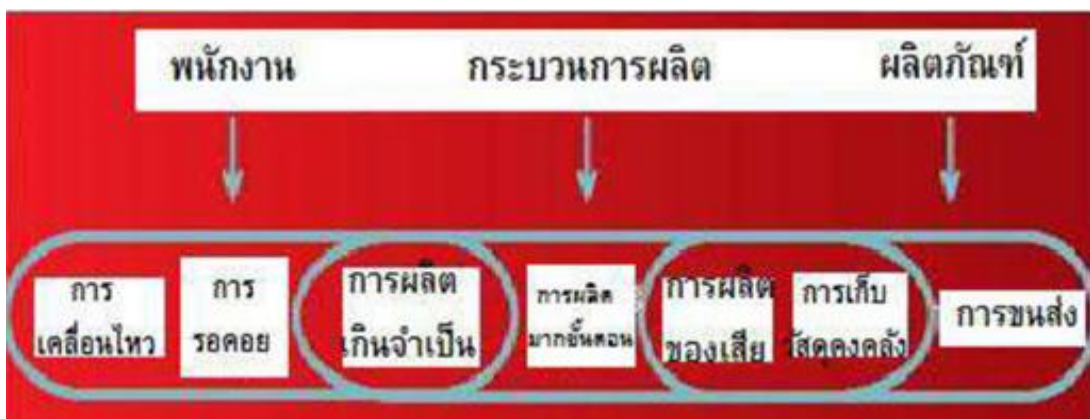 พนักงาน กระบวนการผลิต ผลิตภัณฑ์
การ
เคลื่อนไหว
การ
รอคอย
การผลิต
เกินจำเป็น
การผลิต
มากขั้นตอน
การผลิต
ของเสีย
การเก็บ
วัสดุคงคลัง
การขนส่ง